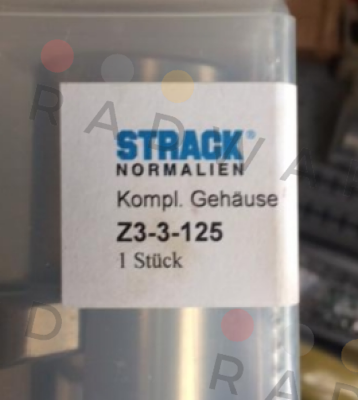 STRACK®
NORMALIEN
Kompl. Gehäuse
Z3-3-125
1 Stück